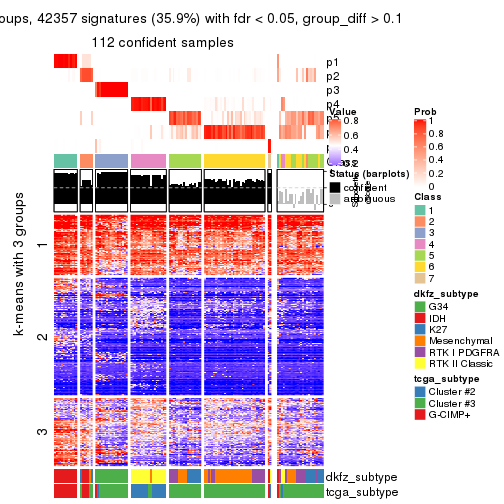 oups, 42357 signatures (35.9%) with fdr < 0.05, group_diff > 0.1
112 confident samples
p1
p2
p3
p4
k-means with 3 groups
1
2
3
Value
0.8
0.6
0.4
0.2
Status (barplots)
confident
ambiguous
Prob
1
0.8
0.6
0.4
0.2
0
Class
1
2
3
4
5
6
7
dkfz_subtype
G34
IDH
K27
Mesenchymal
RTK I PDGFRA
RTK II Classic
tcga_subtype
Cluster #2
Cluster #3
G-CIMP+
dkfz_subtype
tcga_subtype